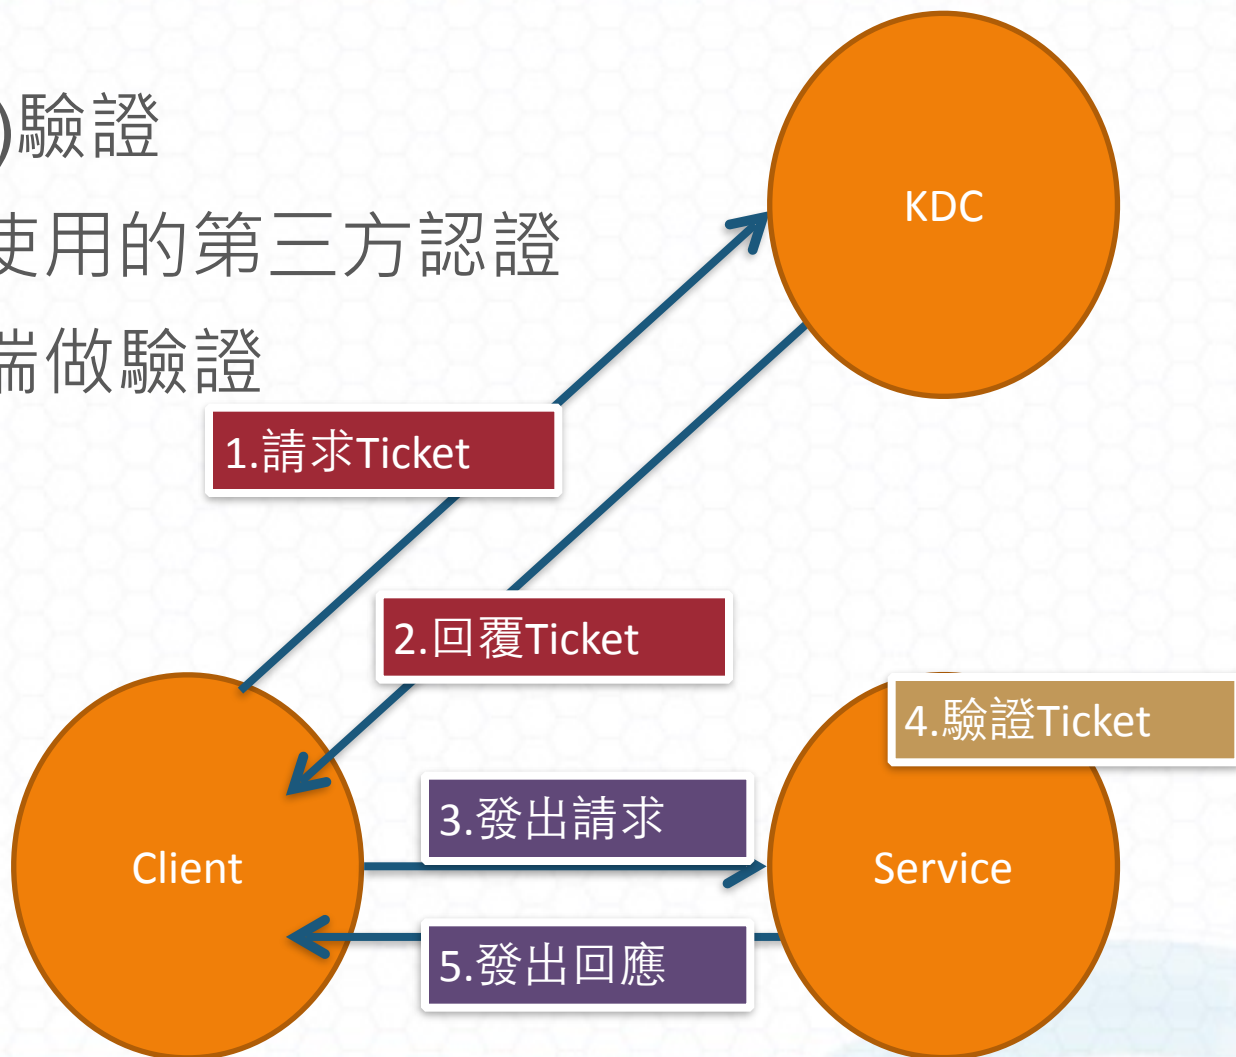 )驗證
使用的第三方認證
端做驗證
KDC
1.請求Ticket
2.回覆Ticket
4.驗證Ticket
3.發出請求
Client
Service
5.發出回應